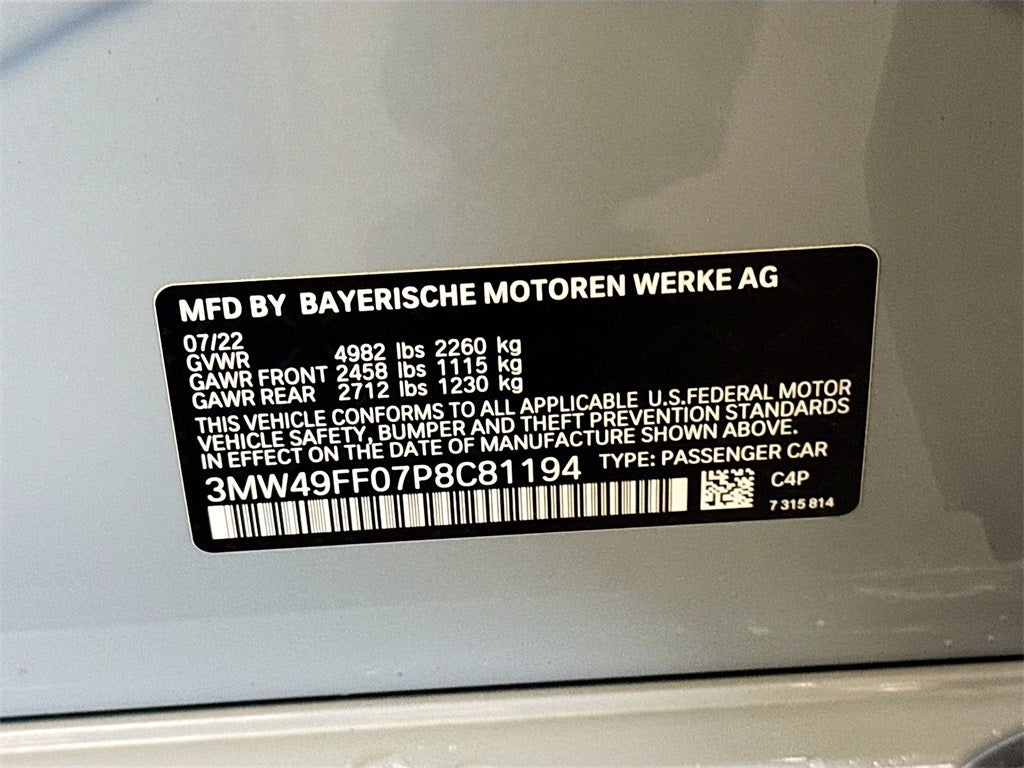 MFD BY BAYERISCHE MOTOREN WERKE AG
07/22
GVWR 4982 lbs 2260 kg
GAWR FRONT 2458 lbs 1115 kg
GAWR REAR 2712 lbs 1230 kg
THIS VEHICLE CONFORMS TO ALL APPLICABLE U.S.FEDERAL MOTOR
VEHICLE SAFETY, BUMPER AND THEFT PREVENTION STANDARDS
IN EFFECT ON THE DATE OF MANUFACTURE SHOWN ABOVE.
3MW49FF07P8C81194 TYPE: PASSENGER CAR
C4P
7 315 814